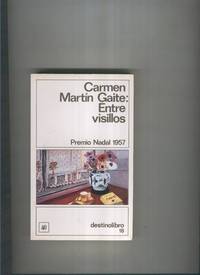 Carmen
Martín Gaite:
Entre
visillos
Premio Nadal 1957
destinolibro
18